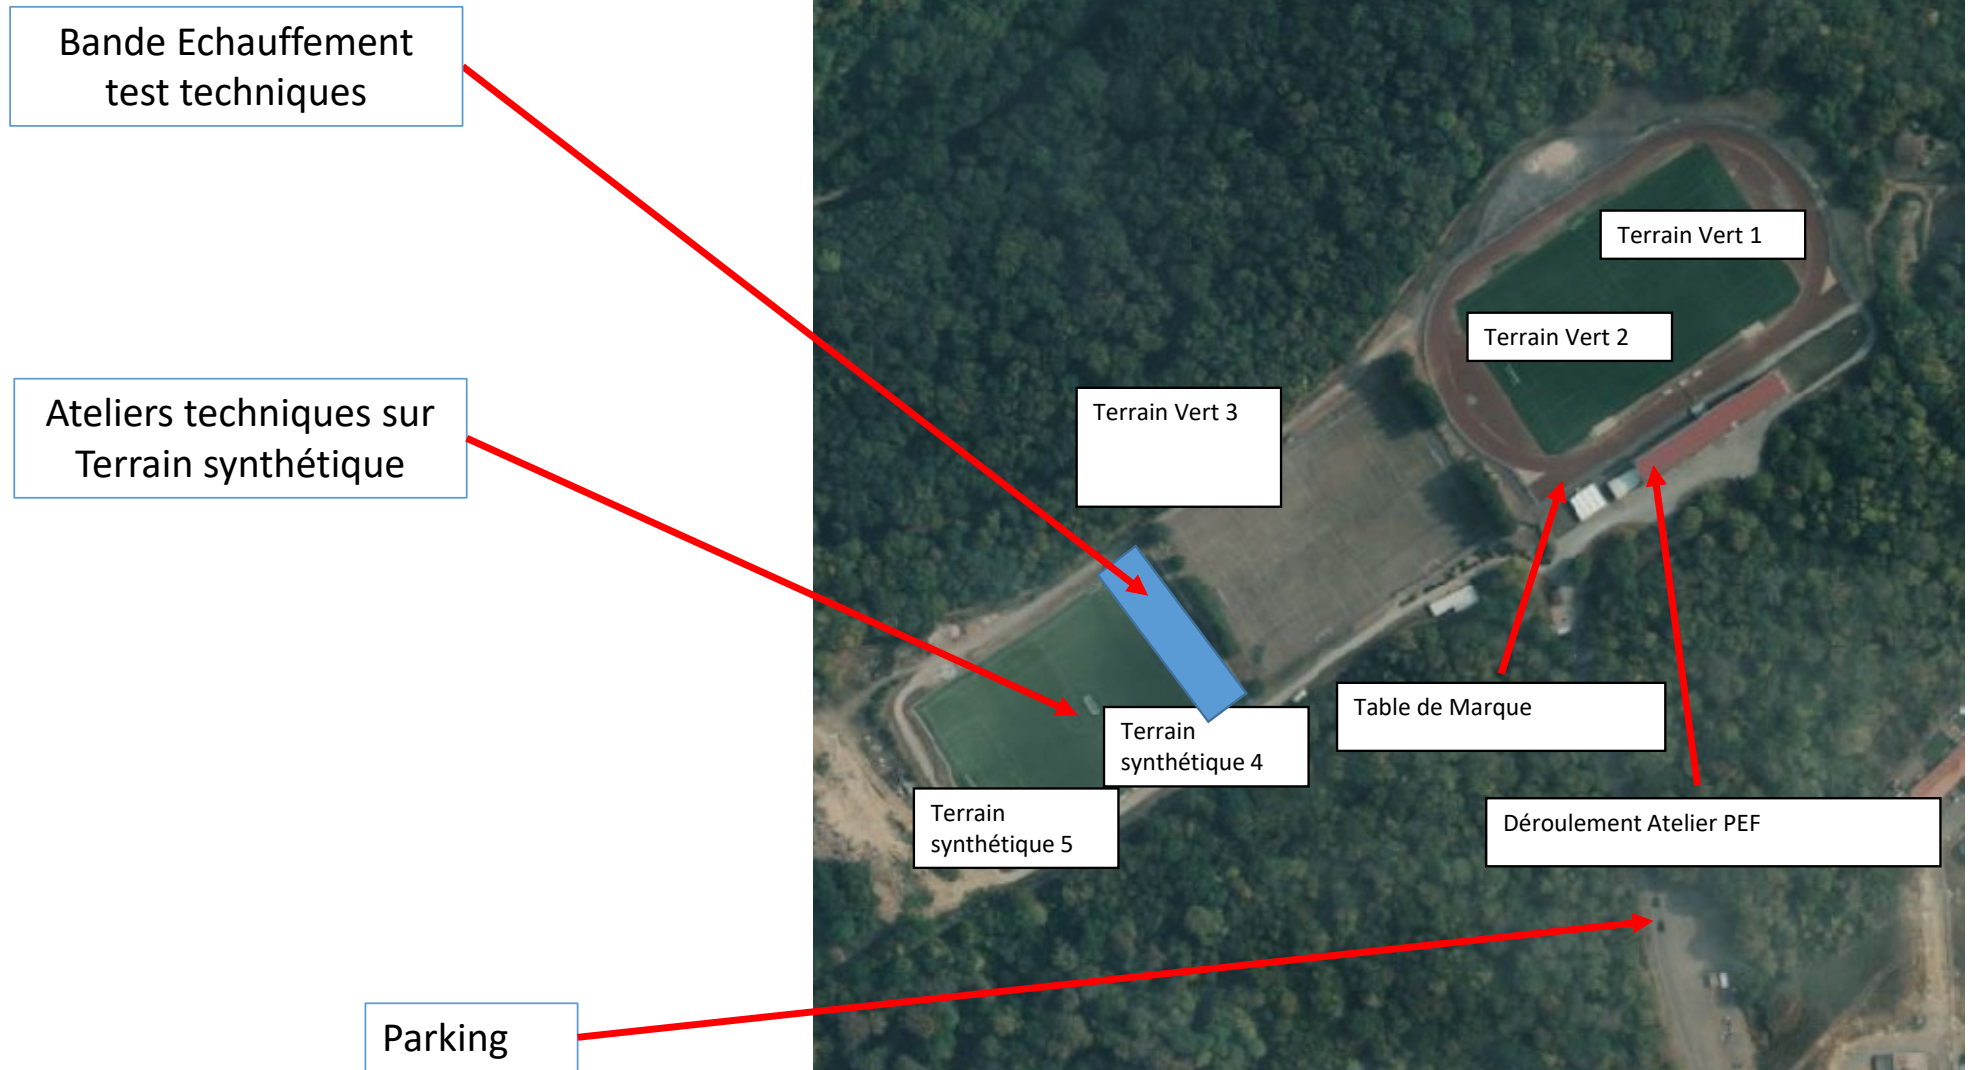 Bande Echauffement
test techniques
Terrain Vert 1
Terrain Vert 2
Ateliers techniques sur
Terrain synthétique
Terrain Vert 3
Table de Marque
Terrain
synthétique 4
Terrain
synthétique 5
Déroulement Atelier PEF
Parking